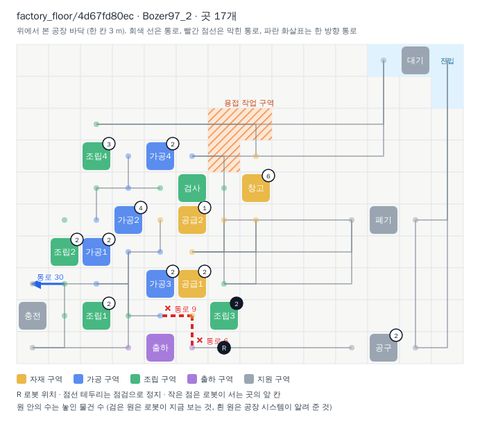 factory_floor/4d67fd80ec · Bozer97_2 · 곳 17개
위에서 본 공장 바닥 (한 칸 3 m). 회색 선은 통로, 빨간 점선은 막힌 통로, 파란 화살표는 한 방향 통로
대기
진입
용접 작업 구역
조립4
3
가공4
2
검사
창고
6
가공2
4
공급2
1
폐기
조립2
2
가공1
2
통로 30
가공3
2
공급1
2
충전
조립1
2
통로 9
조립3
2
출하
R
공구
2
자재 구역
가공 구역
조립 구역
출하 구역
지원 구역
R 로봇 위치 · 점선 테두리는 점검으로 정지 · 작은 점은 로봇이 서는 곳의 앞 칸
원 안의 수는 놓인 물건 수 (검은 원은 로봇이 지금 보는 것, 흰 원은 공장 시스템이 알려 준 것)